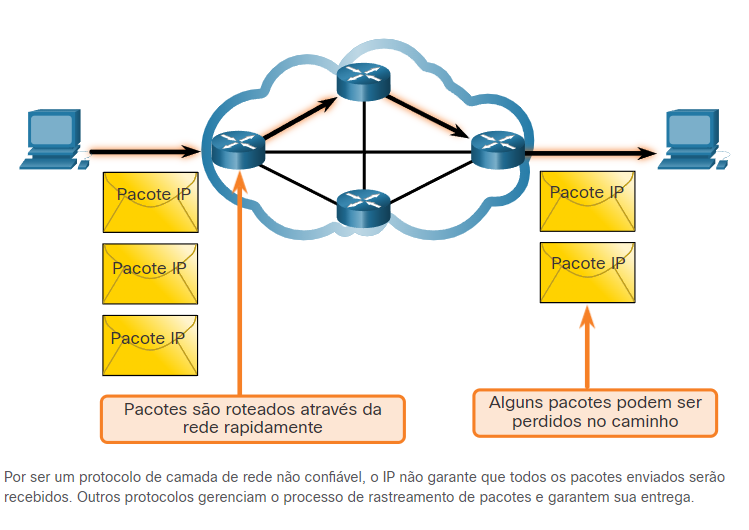 Pacote IP
Pacote IP
Pacote IP
Pacote IP
Pacote IP
Pacotes são roteados através da
rede rapidamente
Alguns pacotes podem ser
perdidos no caminho
Por ser um protocolo de camada de rede não confiável, o IP não garante que todos os pacotes enviados serão
recebidos. Outros protocolos gerenciam o processo de rastreamento de pacotes e garantem sua entrega.